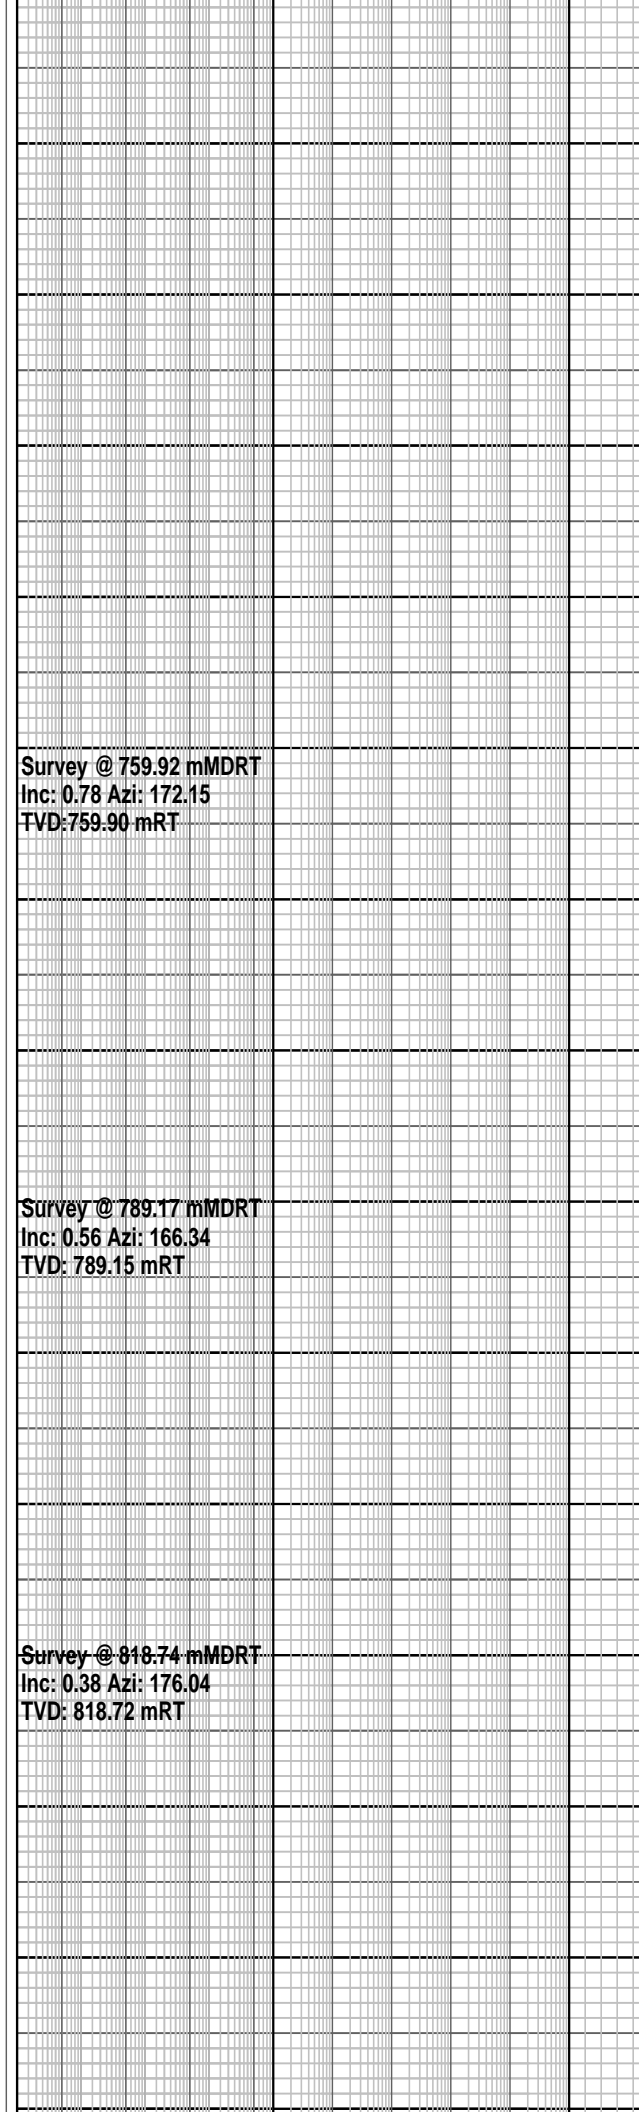 Survey @ 759.92 mMDRT
Inc: 0.78 Azi: 172.15
TVD:759.90 mRT
Survey @ 789.17 mMDRT
Inc: 0.56 Azi: 166.34
TVD: 789.15 mRT
Survey @ 818.74 mMDRT
Inc: 0.38 Azi: 176.04
TVD: 818.72 mRT